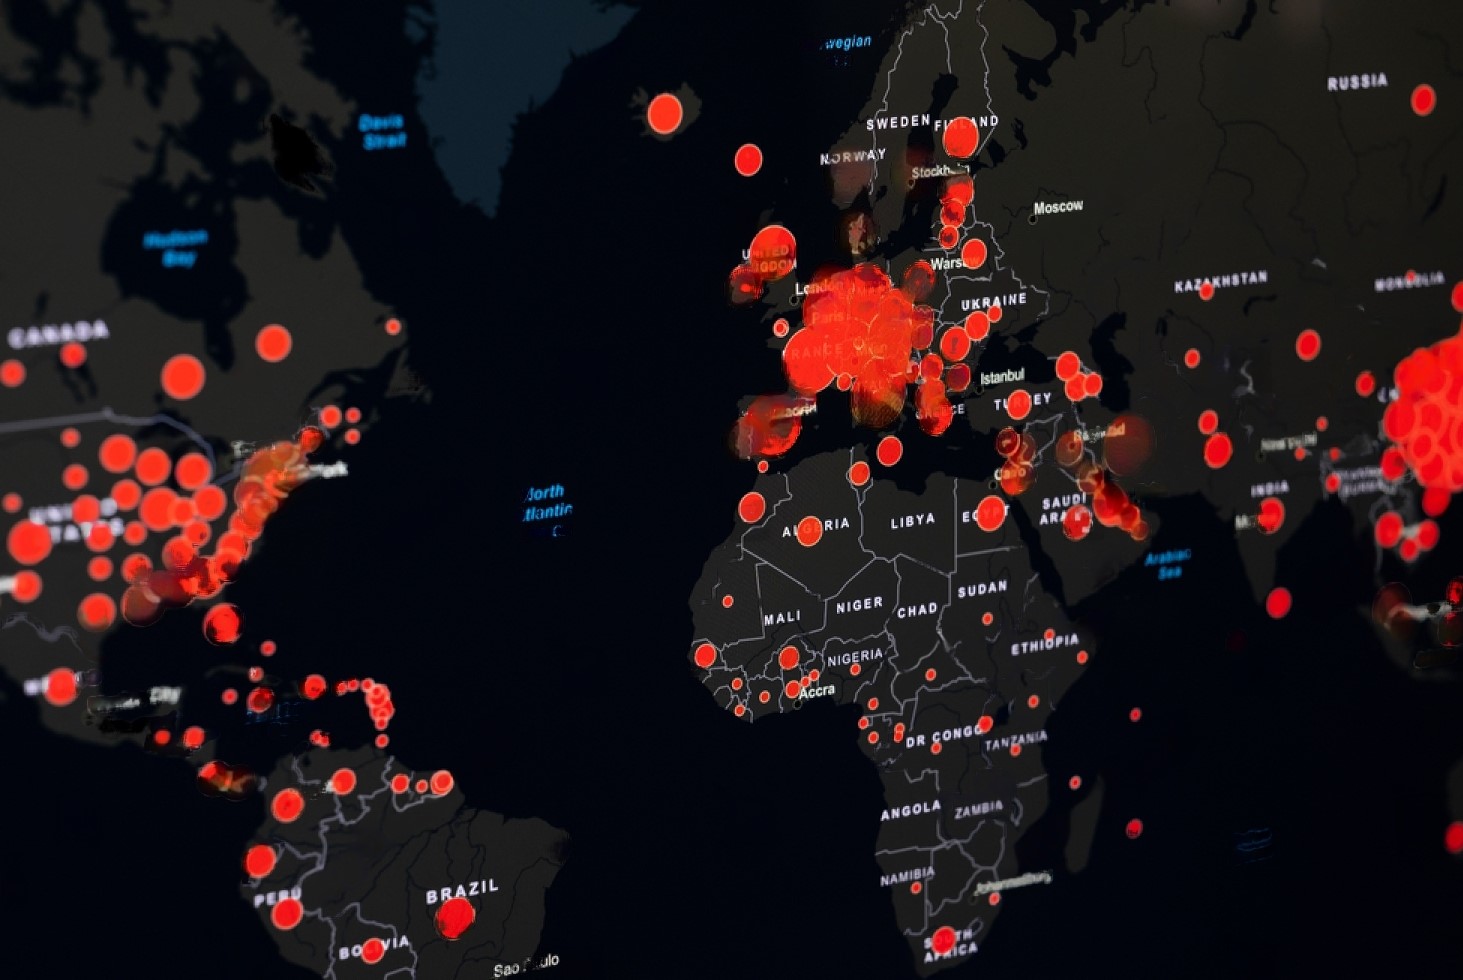 wegian
RUSSIA
Davis
Strait
SWEDEN
FINLAND
NORWAY
Stockh
Moscow
Hudson
Bay
UNITED
KINGDOM
Warsaw
KAZAKHSTAN
MONGOLIA
London
UKRAINE
CANADA
Paris
FRANCE
Istanbul
TURKEY
GREECE
Baghdad
New Delhi
Cairo
North
Atlantic
UNITED
STATES
SAUDI
ARA
INDIA
ALGERIA
LIBYA
EGYPT
Arabian
Sea
MALI
NIGER
CHAD
SUDAN
NIGERIA
ETHIOPIA
Accra
DR CONGO
TANZANIA
ANGOLA
ZAMBIA
NAMIBIA
Johannesburg
PERU
BRAZIL
BOLIVIA
SOUTH
AFRICA
Sao Paulo